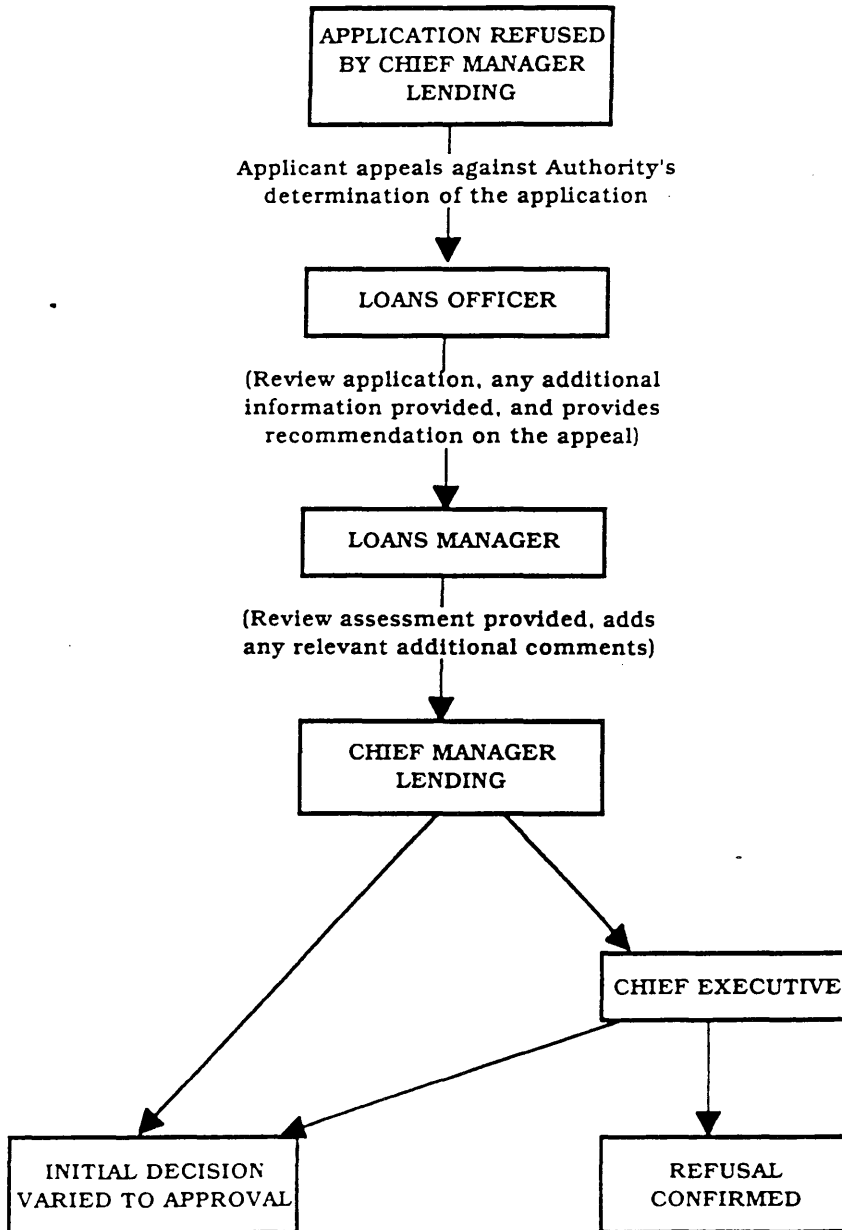 APPLICATION REFUSED
BY CHIEF MANAGER
LENDING
Applicant appeals against Authority's
determination of the application
LOANS OFFICER
(Review application, any additional
information provided, and provides
recommendation on the appeal)
LOANS MANAGER
(Review assessment provided, adds
any relevant additional comments)
CHIEF MANAGER
LENDING
CHIEF EXECUTIVE
INITIAL DECISION
VARIED TO APPROVAL
REFUSAL
CONFIRMED